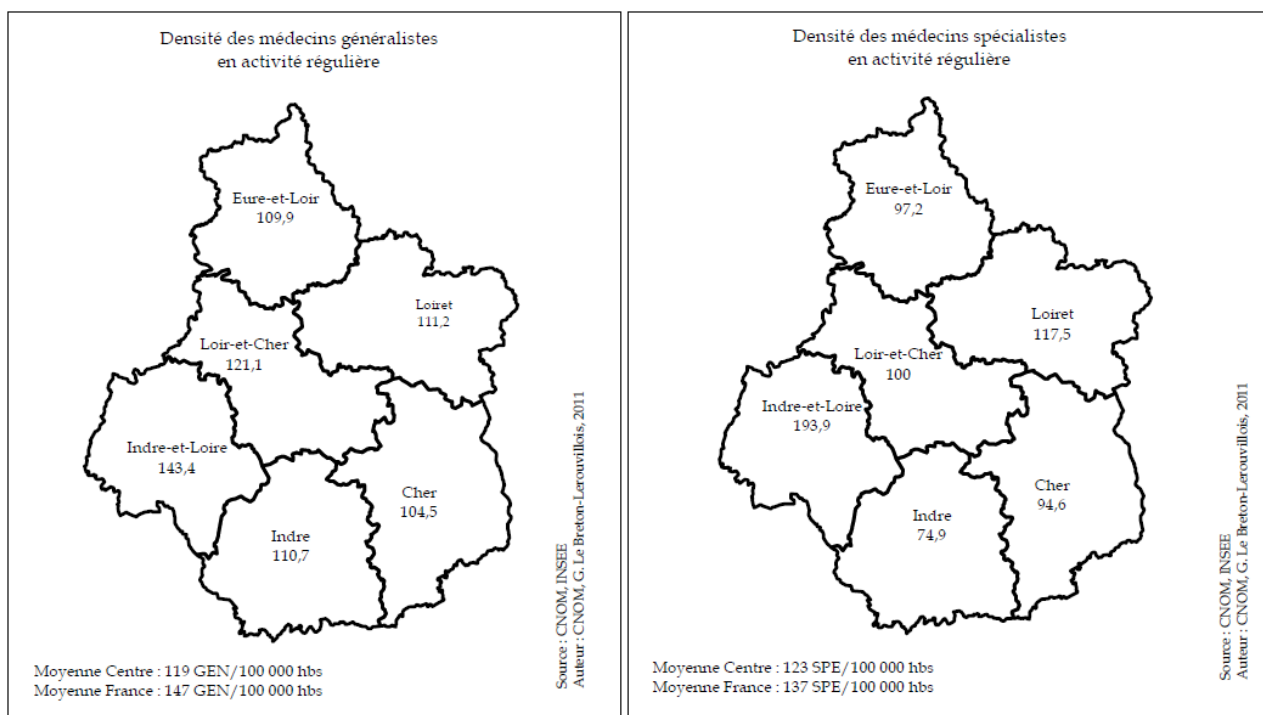 Densité des médecins généralistes
en activité régulière
Eure-et-Loir
109,9
Loiret
111,2
Loir-et-Cher
121,1
Indre-et-Loire
143,4
Cher
104,5
Indre
110,7
Source : CNOM, INSEE
Auteur : CNOM, G. Le Breton-Lerouvillois, 2011
Moyenne Centre : 119 GEN/100 000 hbs
Moyenne France : 147 GEN/100 000 hbs
Densité des médecins spécialistes
en activité régulière
Eure-et-Loir
97,2
Loiret
117,5
Loir-et-Cher
100
Indre-et-Loire
193,9
Cher
94,6
Indre
74,9
Source : CNOM, INSEE
Auteur : CNOM, G. Le Breton-Lerouvillois, 2011
Moyenne Centre : 123 SPE/100 000 hbs
Moyenne France : 137 SPE/100 000 hbs